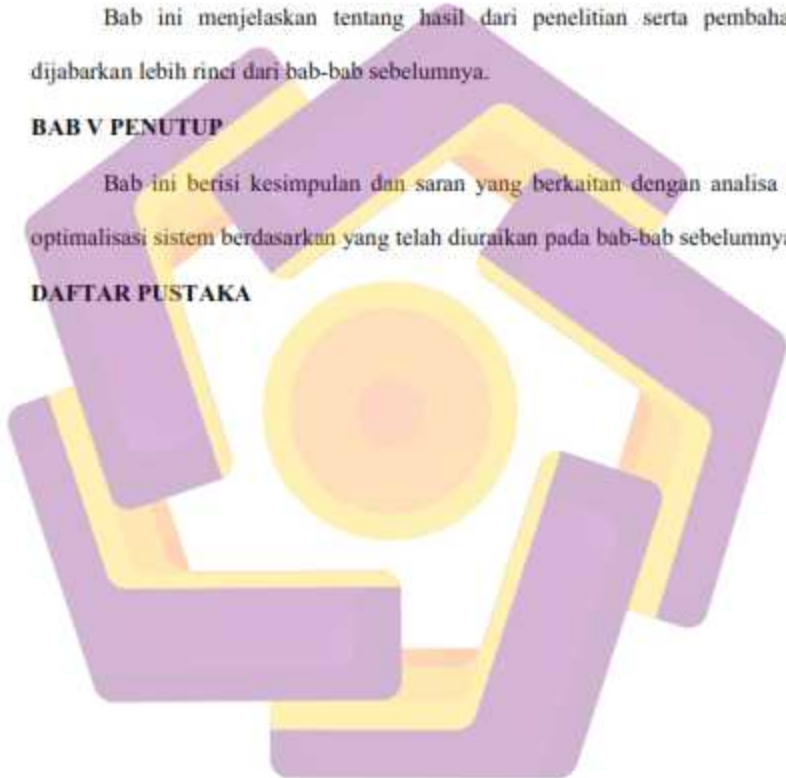 Bab ini menjelaskan tentang hasil dari penelitian serta pembaha
dijabarkan lebih rinci dari bab-bab sebelumnya.
BAB V PENUTUP
Bab ini berisi kesimpulan dan saran yang berkaitan dengan analisa
optimalisasi sistem berdasarkan yang telah diuraikan pada bab-bab sebelumnya
DAFTAR PUSTAKA